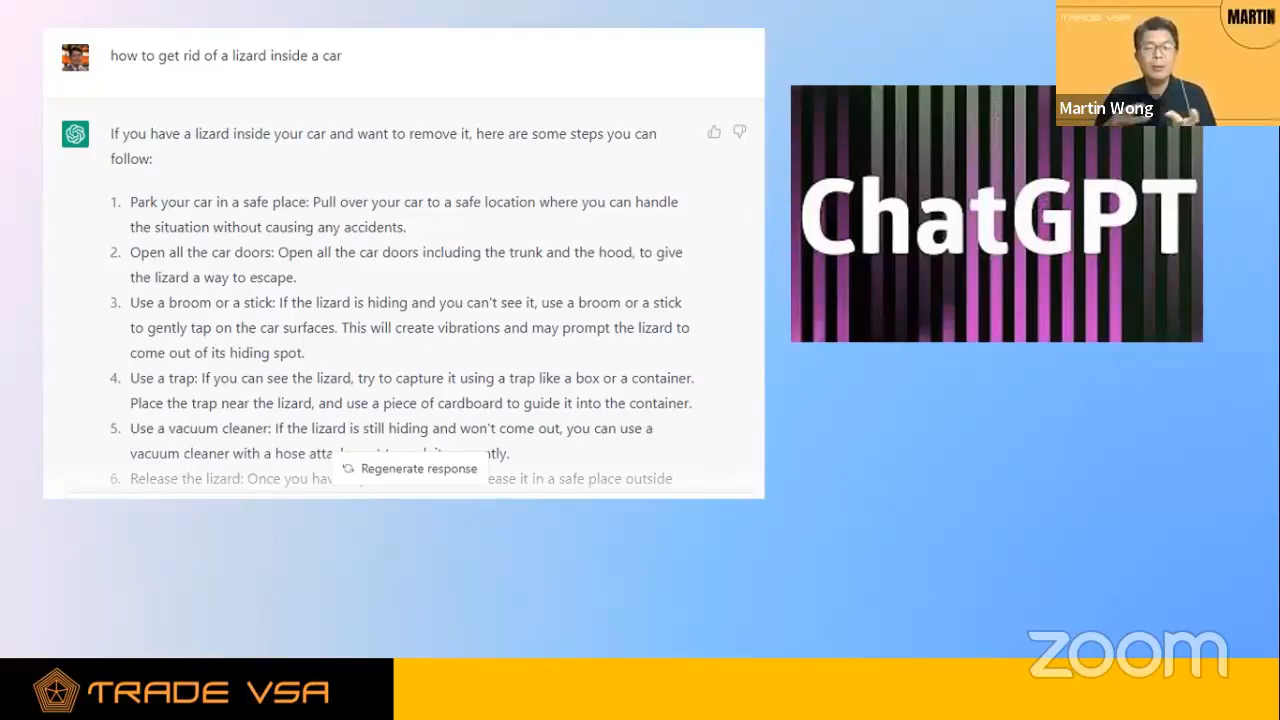 how to get rid of a lizard inside a car
If you have a lizard inside your car and want to remove it, here are some steps you can
follow:
1. Park your car in a safe place: Pull over your car to a safe location where you can handle
the situation without causing any accidents.
2. Open all the car doors: Open all the car doors including the trunk and the hood, to give
the lizard a way to escape.
3. Use a broom or a stick: If the lizard is hiding and you can't see it, use a broom or a stick
to gently tap on the car surfaces. This will create vibrations and may prompt the lizard to
come out of its hiding spot.
4. Use a trap: If you can see the lizard, try to capture it using a trap like a box or a container.
Place the trap near the lizard, and use a piece of cardboard to guide it into the container.
5. Use a vacuum cleaner: If the lizard is still hiding and won't come out, you can use a
vacuum cleaner with a hose
Regenerate response
6. Release the lizard: Once you it in a safe place outside
TRADE VSA
MARTIN
Martin Wong
ChatGPT
zoom
TRADE VSA